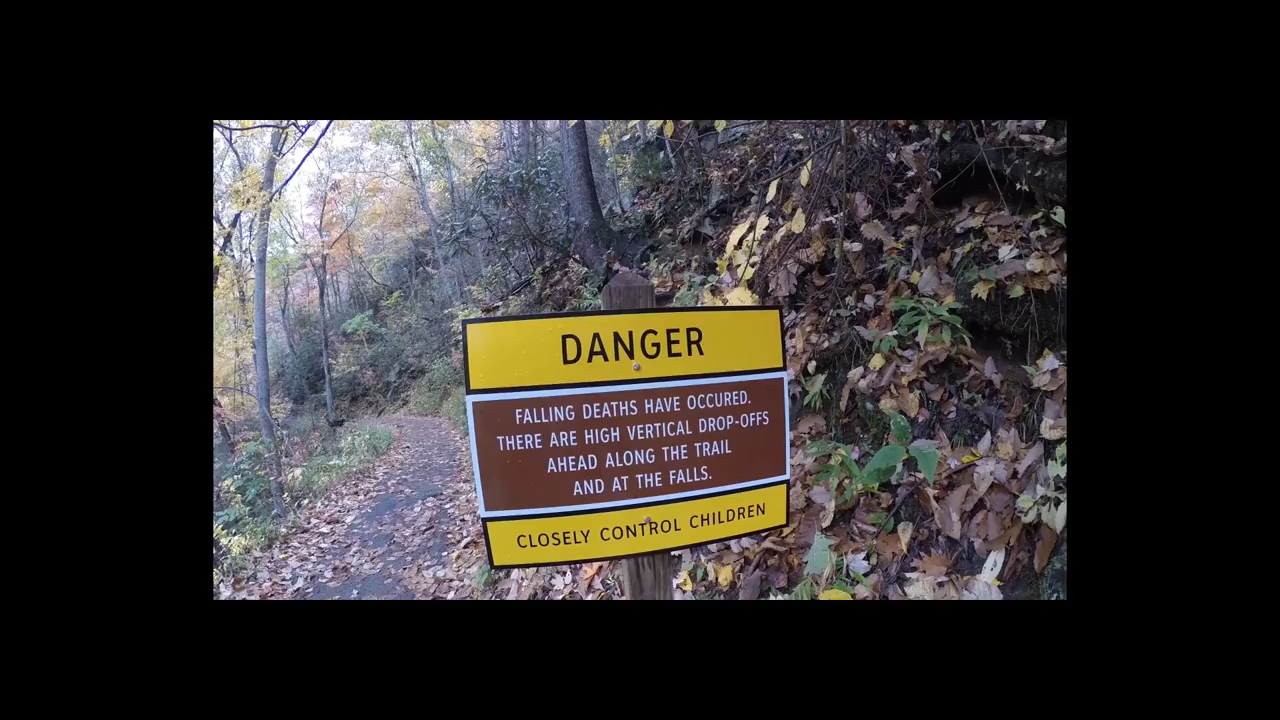 DANGER
FALLING DEATHS HAVE OCCURED.
THERE ARE HIGH VERTICAL DROP-OFFS
AHEAD ALONG THE TRAIL
AND AT THE FALLS.
CLOSELY CONTROL CHILDREN